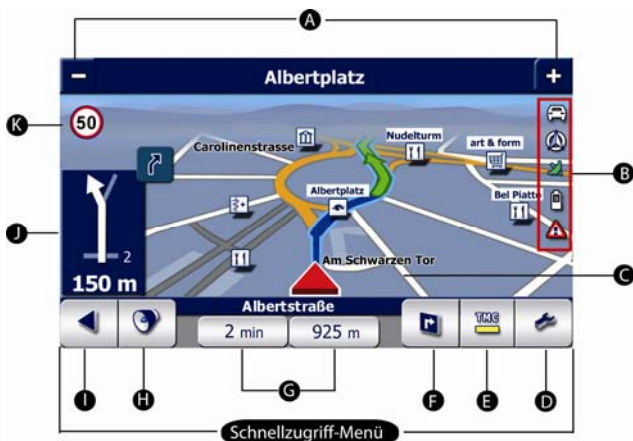 A
− Albertplatz +
K 50
Nudelturm
Carolinenstrasse
art & form
B
Albertplatz
Bel Piatto
J
2
150 m
Am Schwarzen Tor
C
Albertstraße
2 min 925 m
TMC
I H G F E D
Schnellzugriff-Menü